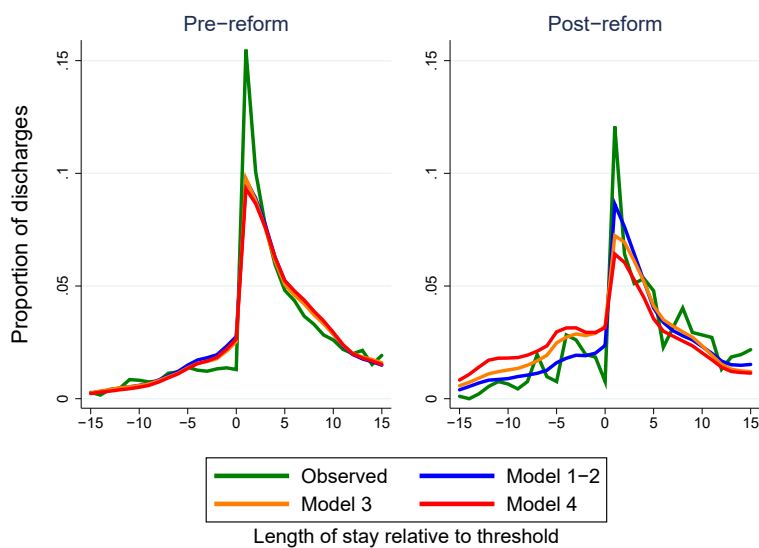 Pre−reform
Post−reform
Proportion of discharges
.15
.1
.05
0
−15 −10 −5 0 5 10 15
.15
.1
.05
0
−15 −10 −5 0 5 10 15
Observed
Model 1−2
Model 3
Model 4
Length of stay relative to threshold